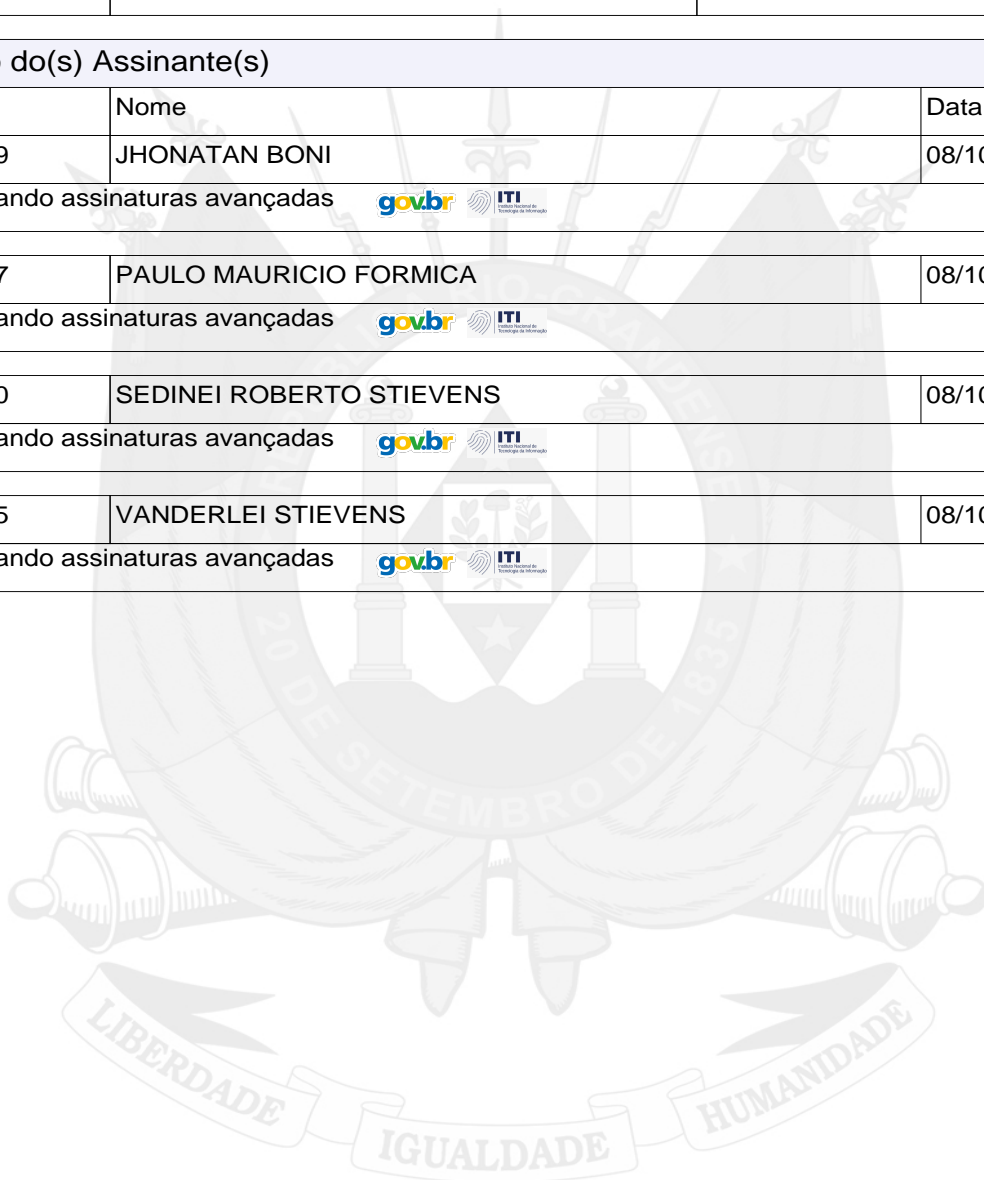 do(s) Assinante(s)
Nome Data
9 JHONATAN BONI 08/10
ando assinaturas avançadas gov.br ITI
7 PAULO MAURICIO FORMICA 08/10
ando assinaturas avançadas gov.br ITI
0 SEDINEI ROBERTO STIEVENS 08/10
ando assinaturas avançadas gov.br ITI
5 VANDERLEI STIEVENS 08/10
ando assinaturas avançadas gov.br ITI
20 DE SETEMBRO DE 1835
LIBERDADE IGUALDADE HUMANIDADE